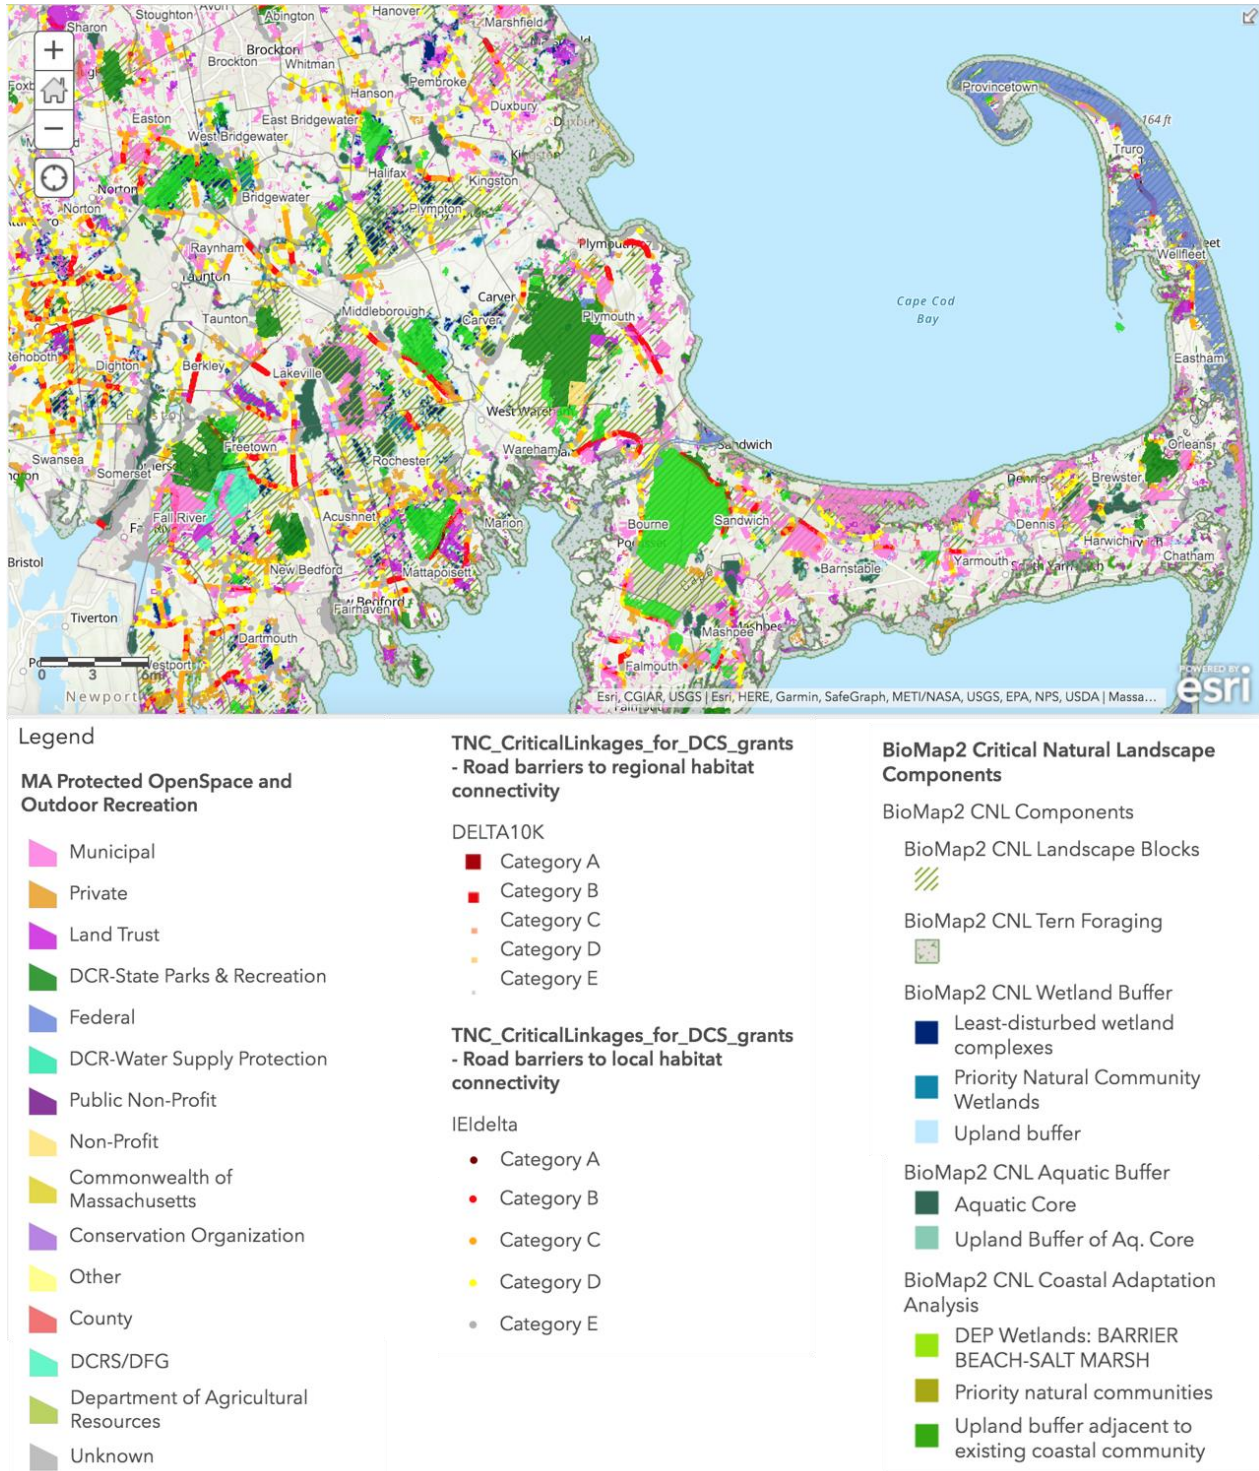 Stoughton
Abington
Hanover
Sharon
Marshfield
Brockton
Brockton
Whitman
Pembroke
Hanson
Duxbury
Provincetown
164 ft
Easton
East Bridgewater
West Bridgewater
Truro
Halifax
Kingston
Norton
Bridgewater
Norton
Plympton
Raynham
Plymouth
Wellfleet
Carver
Cape Cod
Bay
Taunton
Middleborough
Carver
Plymouth
Rehoboth
Dighton
Berkley
Lakeville
Eastham
West Wareham
Sandwich
Orleans
Freetown
Wareham
Swansea
Somerset
Rochester
Brewster
Dennis
Fall River
Acushnet
Marion
Bourne
Sandwich
Dennis
Harwich
Chatham
Bristol
New Bedford
Mattapoisett
Barnstable
Yarmouth
Fairhaven
Tiverton
Dartmouth
Mashpee
Westport
Falmouth
0 3 6mi
Newport
POWERED BY
esri
Esri, CGIAR, USGS | Esri, HERE, Garmin, SafeGraph, METI/NASA, USGS, EPA, NPS, USDA | Massa...
Legend
MA Protected OpenSpace and
Outdoor Recreation
Municipal
Private
Land Trust
DCR-State Parks & Recreation
Federal
DCR-Water Supply Protection
Public Non-Profit
Non-Profit
Commonwealth of
Massachusetts
Conservation Organization
Other
County
DCRS/DFG
Department of Agricultural
Resources
Unknown
TNC_CriticalLinkages_for_DCS_grants
- Road barriers to regional habitat
connectivity
DELTA10K
Category A
Category B
Category C
Category D
Category E
TNC_CriticalLinkages_for_DCS_grants
- Road barriers to local habitat
connectivity
IEIdelta
Category A
Category B
Category C
Category D
Category E
BioMap2 Critical Natural Landscape
Components
BioMap2 CNL Components
BioMap2 CNL Landscape Blocks
BioMap2 CNL Tern Foraging
BioMap2 CNL Wetland Buffer
Least-disturbed wetland
complexes
Priority Natural Community
Wetlands
Upland buffer
BioMap2 CNL Aquatic Buffer
Aquatic Core
Upland Buffer of Aq. Core
BioMap2 CNL Coastal Adaptation
Analysis
DEP Wetlands: BARRIER
BEACH-SALT MARSH
Priority natural communities
Upland buffer adjacent to
existing coastal community